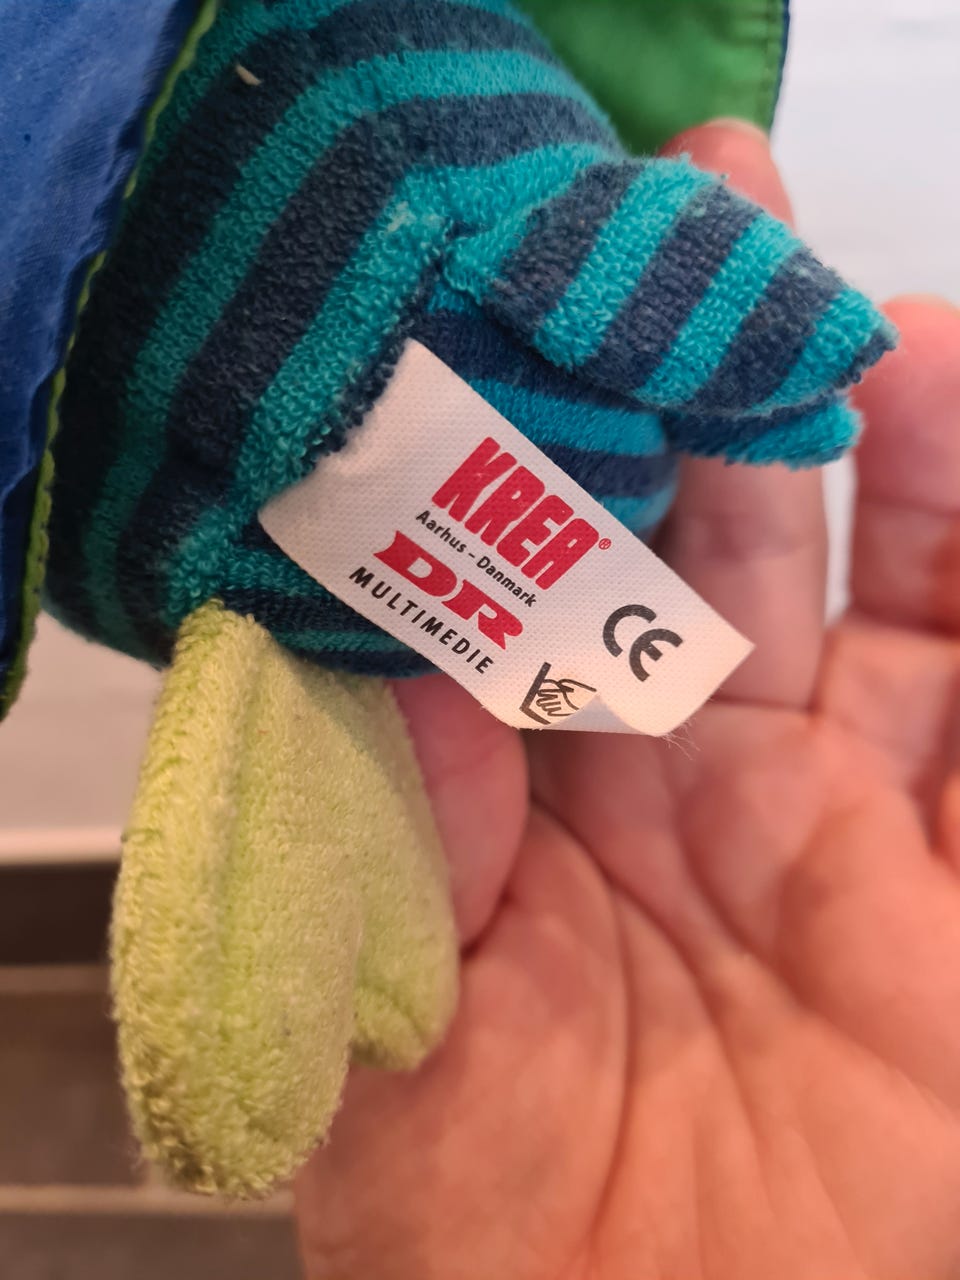 KREA®
Aarhus – Danmark
DR
MULTIMEDIE
CE